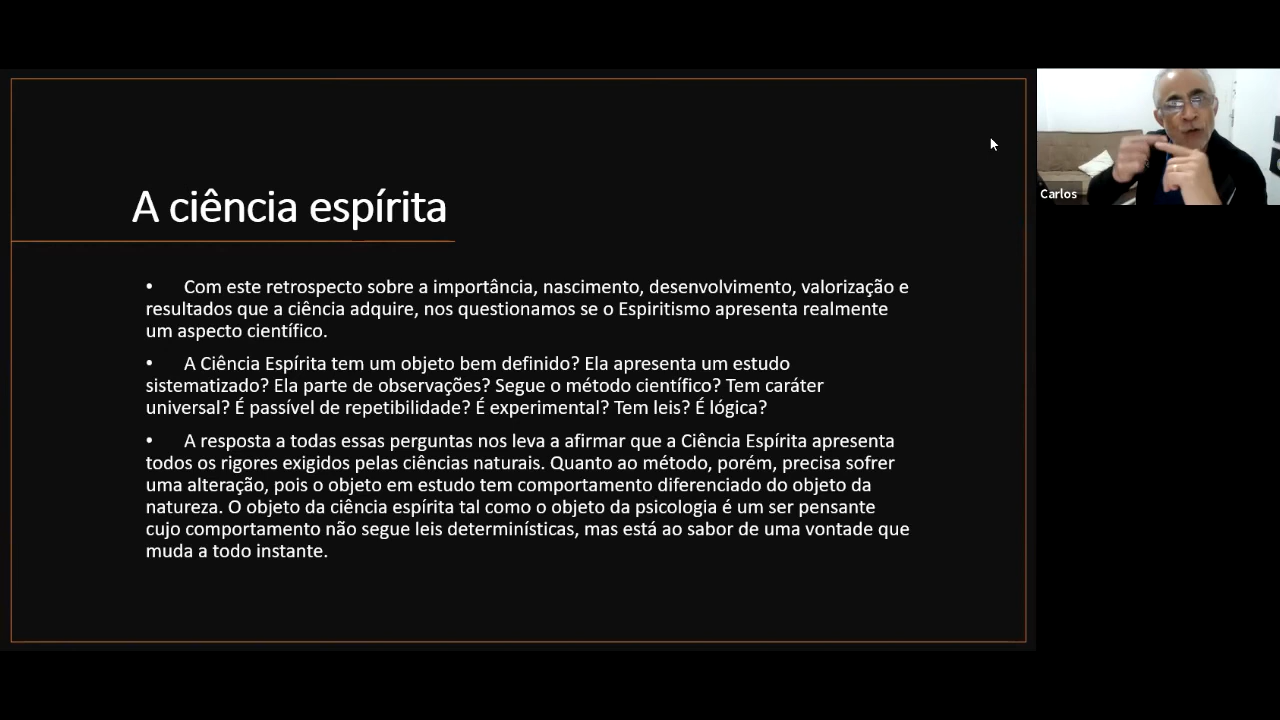 A ciência espírita
• Com este retrospecto sobre a importância, nascimento, desenvolvimento, valorização e
resultados que a ciência adquire, nos questionamos se o Espiritismo apresenta realmente
um aspecto científico.
• A Ciência Espírita tem um objeto bem definido? Ela apresenta um estudo
sistematizado? Ela parte de observações? Segue o método científico? Tem caráter
universal? É passível de repetibilidade? É experimental? Tem leis? É lógica?
• A resposta a todas essas perguntas nos leva a afirmar que a Ciência Espírita apresenta
todos os rigores exigidos pelas ciências naturais. Quanto ao método, porém, precisa sofrer
uma alteração, pois o objeto em estudo tem comportamento diferenciado do objeto da
natureza. O objeto da ciência espírita tal como o objeto da psicologia é um ser pensante
cujo comportamento não segue leis determinísticas, mas está ao sabor de uma vontade que
muda a todo instante.
Carlos